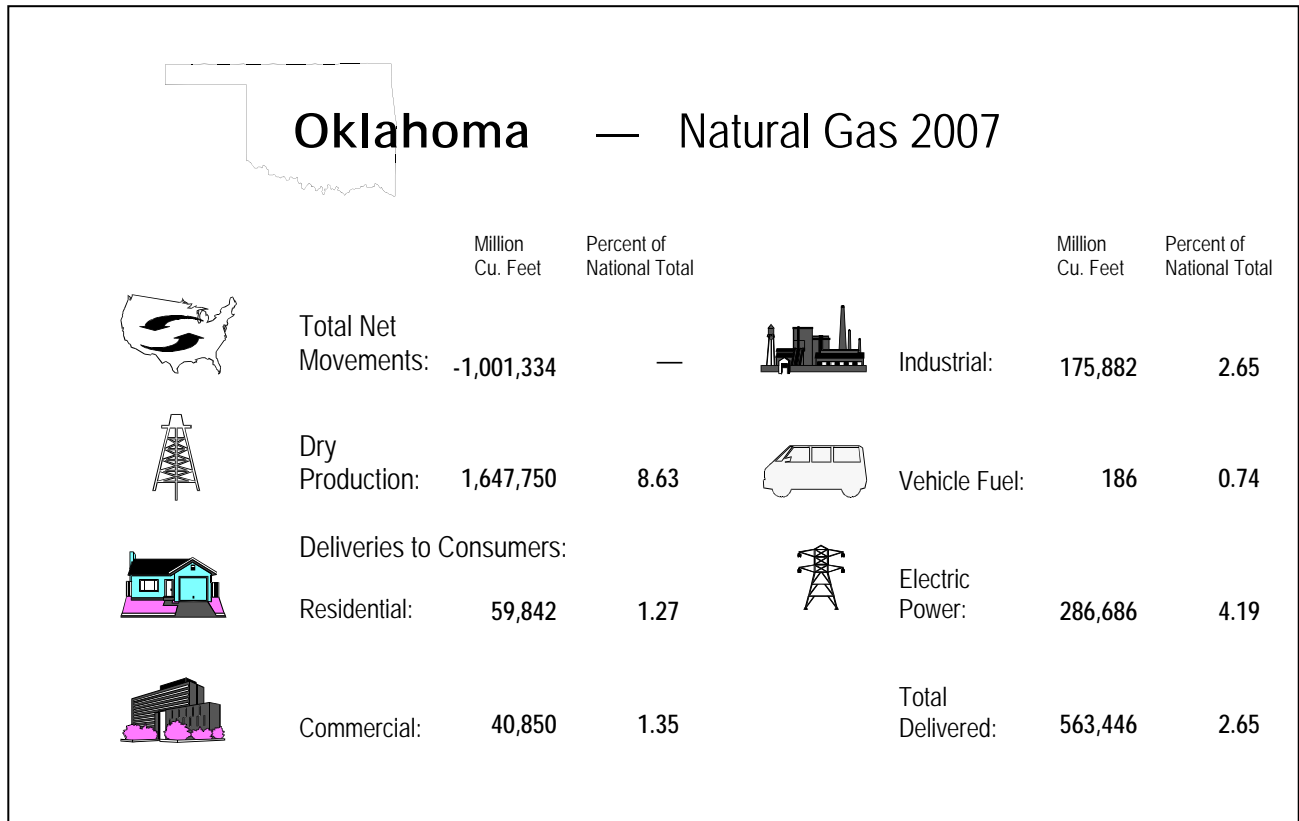 Oklahoma — Natural Gas 2007
Million
Cu. Feet
Percent of
National Total
Total Net
Movements: -1,001,334 —
Dry
Production: 1,647,750 8.63
Deliveries to Consumers:
Residential: 59,842 1.27
Commercial: 40,850 1.35
Million
Cu. Feet
Percent of
National Total
Industrial: 175,882 2.65
Vehicle Fuel: 186 0.74
Electric
Power: 286,686 4.19
Total
Delivered: 563,446 2.65